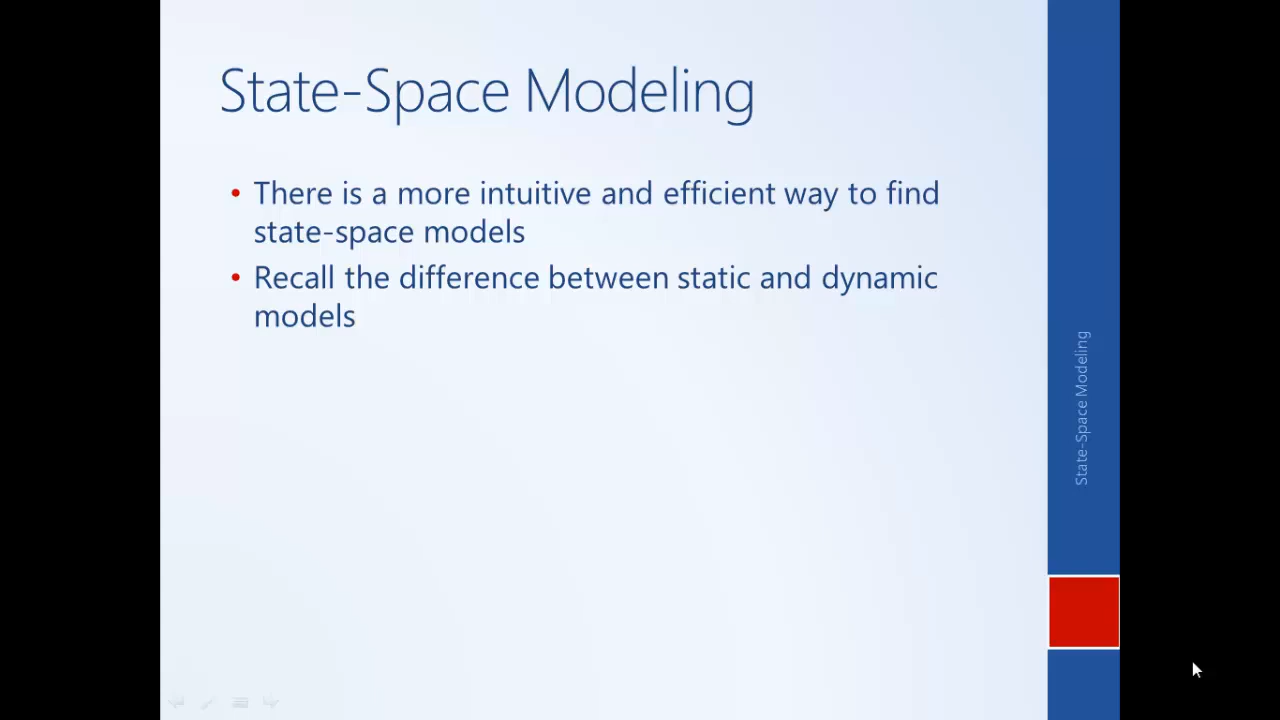 State-Space Modeling
• There is a more intuitive and efficient way to find
state-space models
• Recall the difference between static and dynamic
models
State-Space Modeling